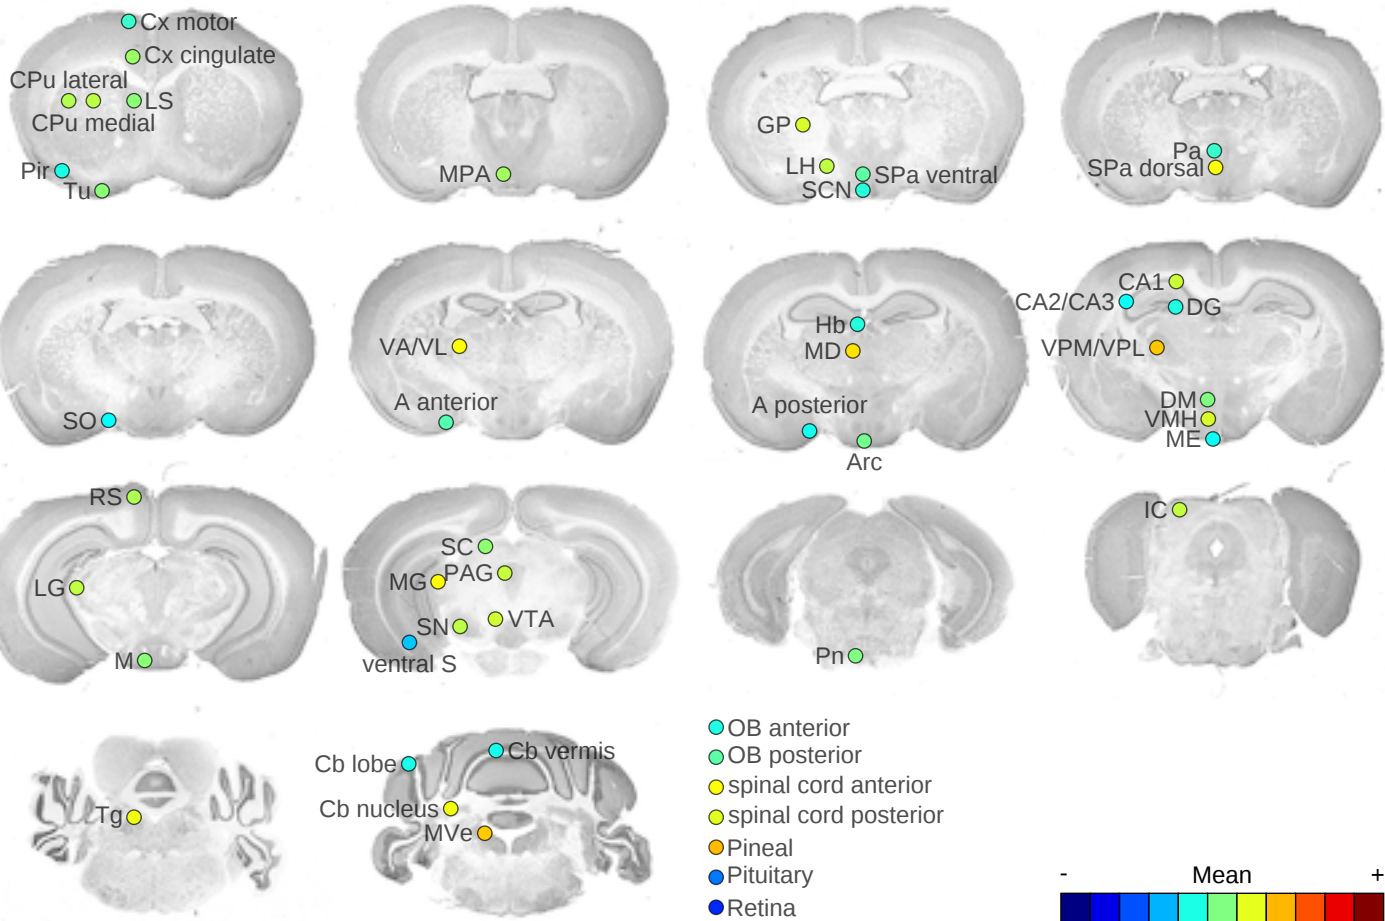 Cx motor
Cx cingulate
CPu lateral
LS
CPu medial
Pir
Tu
MPA
GP
LH
SPa ventral
SCN
Pa
SPa dorsal
SO
VA/VL
A anterior
Hb
MD
A posterior
Arc
CA1
CA2/CA3
DG
VPM/VPL
DM
VMH
ME
RS
LG
M
SC
PAG
MG
VTA
SN
ventral S
Pn
IC
Tg
Cb vermis
Cb lobe
Cb nucleus
MVe
OB anterior
OB posterior
spinal cord anterior
spinal cord posterior
Pineal
Pituitary
Retina
- Mean +